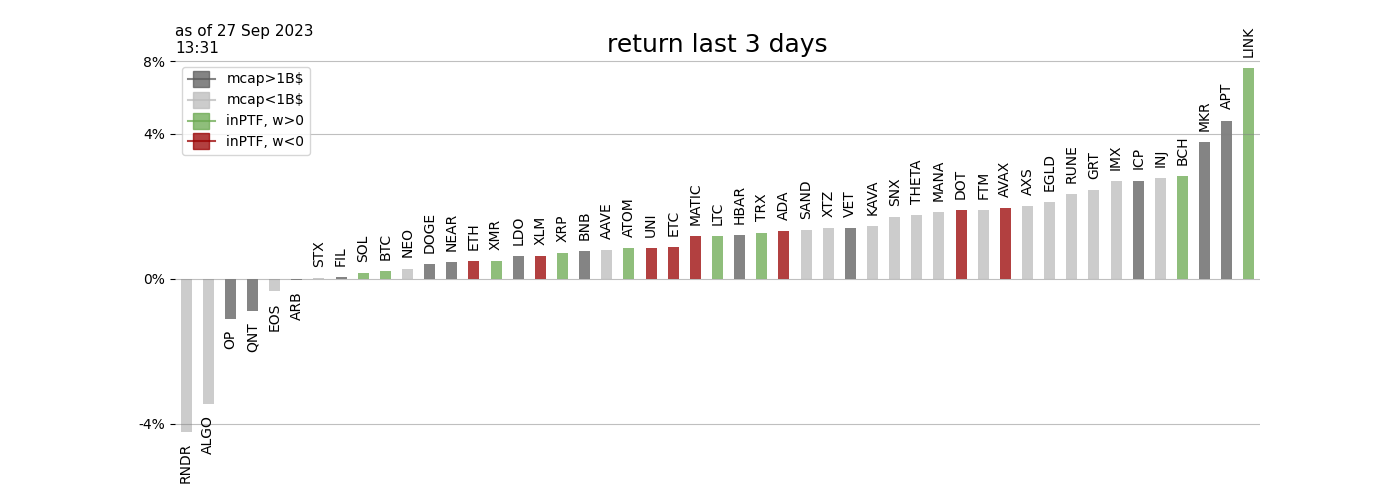 as of 27 Sep 2023
13:31
return last 3 days
8%
4%
0%
-4%
mcap>1B$
mcap<1B$
inPTF, w>0
inPTF, w<0
RNDR
ALGO
OP
QNT
EOS
ARB
STX
FIL
SOL
BTC
NEO
DOGE
NEAR
ETH
XMR
LDO
XLM
XRP
BNB
AAVE
ATOM
UNI
ETC
MATIC
LTC
HBAR
TRX
ADA
SAND
XTZ
VET
KAVA
SNX
THETA
MANA
DOT
FTM
AVAX
AXS
EGLD
RUNE
GRT
IMX
ICP
INJ
BCH
MKR
APT
LINK